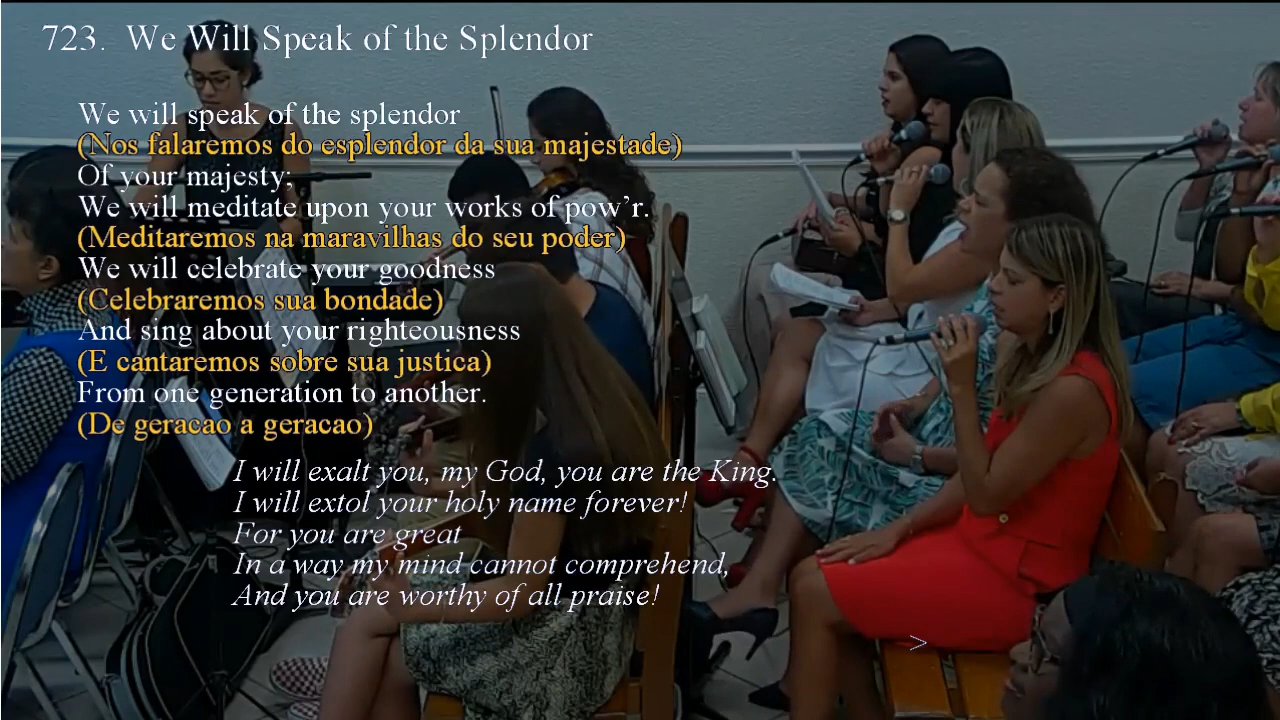 723. We Will Speak of the Splendor
We will speak of the splendor
(Nos falaremos do esplendor da sua majestade)
Of your majesty;
We will meditate upon your works of pow'r.
(Meditaremos na maravilhas do seu poder)
We will celebrate your goodness
(Celebraremos sua bondade)
And sing about your righteousness
(E cantaremos sobre sua justica)
From one generation to another.
(De geracao a geracao)
I will exalt you, my God, you are the King.
I will extol your holy name forever!
For you are great
In a way my mind cannot comprehend,
And you are worthy of all praise!
>